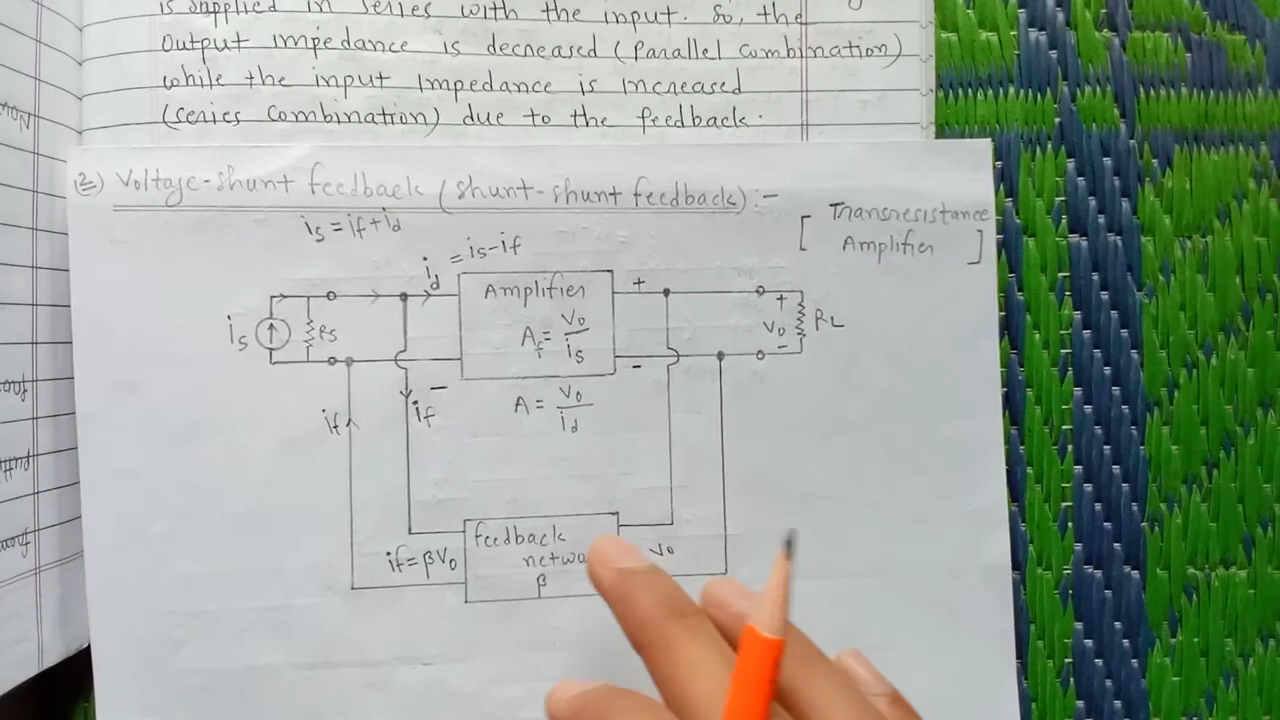 is supplied in series with the input. So, the
output impedance is decreased (parallel combination)
while the input impedance is increased
(series combination) due to the feedback.
(2) Voltage-shunt feedback (shunt-shunt feedback):-
[Transresistance
Amplifier]
is = if + id
id = is - if
is
Rs
Amplifier
Af = Vo/is
A = Vo/id
+
-
+
Vo
-
RL
-
if
if
if = βVo
feedback
netwo
β
Vo